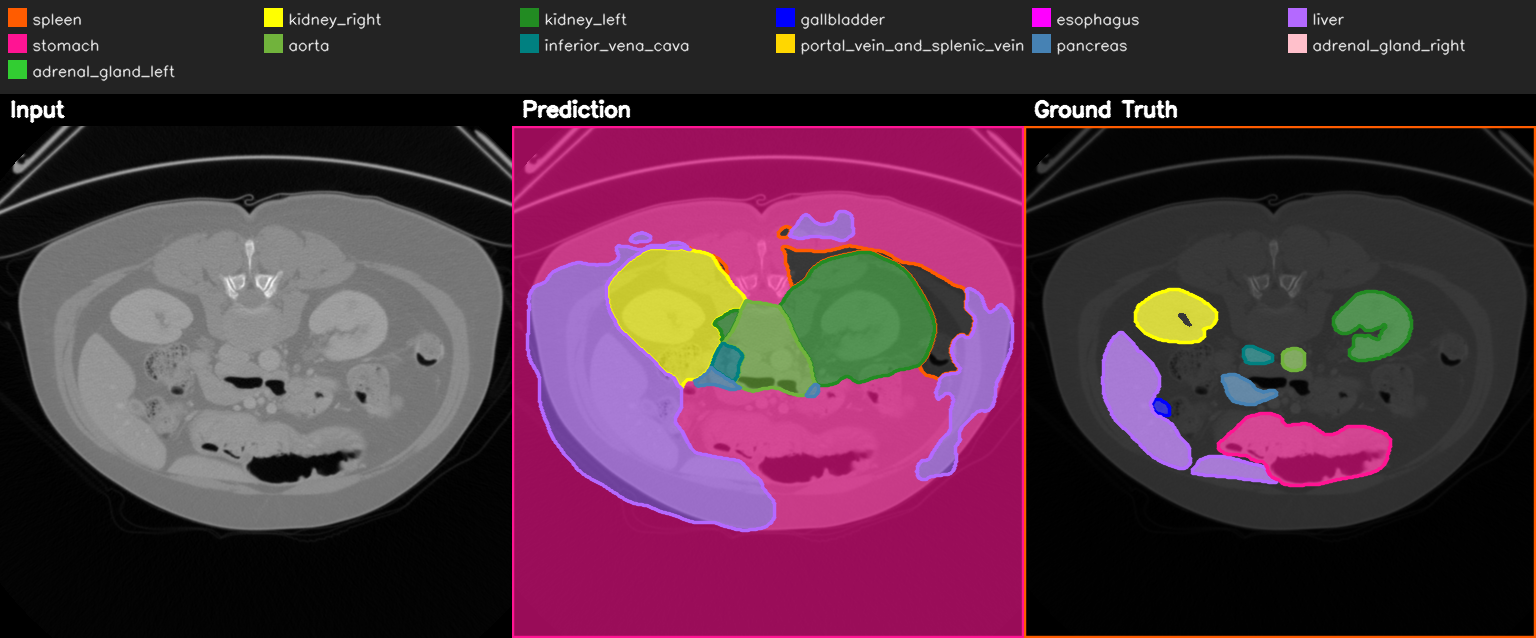 spleen kidney_right kidney_left gallbladder esophagus liver
stomach aorta inferior_vena_cava portal_vein_and_splenic_vein pancreas adrenal_gland_right
adrenal_gland_left
Input Prediction Ground Truth